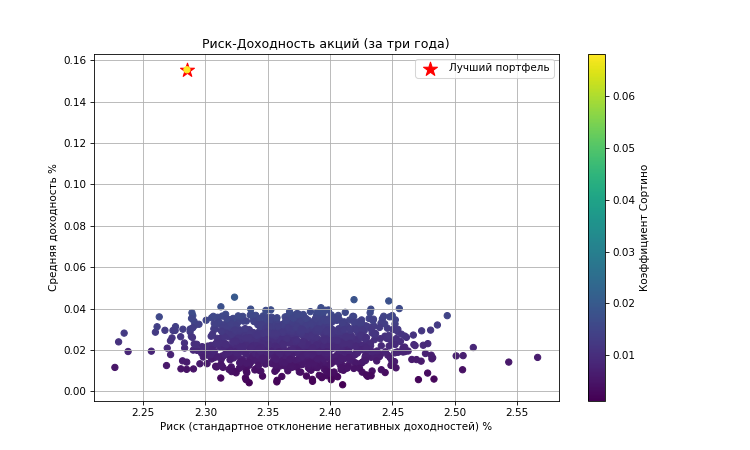 Риск-Доходность акций (за три года)
Лучший портфель
0.16
0.14
0.12
0.10
0.08
0.06
0.04
0.02
0.00
Средняя доходность %
2.25 2.30 2.35 2.40 2.45 2.50 2.55
Риск (стандартное отклонение негативных доходностей) %
0.06
0.05
0.04
0.03
0.02
0.01
Коэффициент Сортино